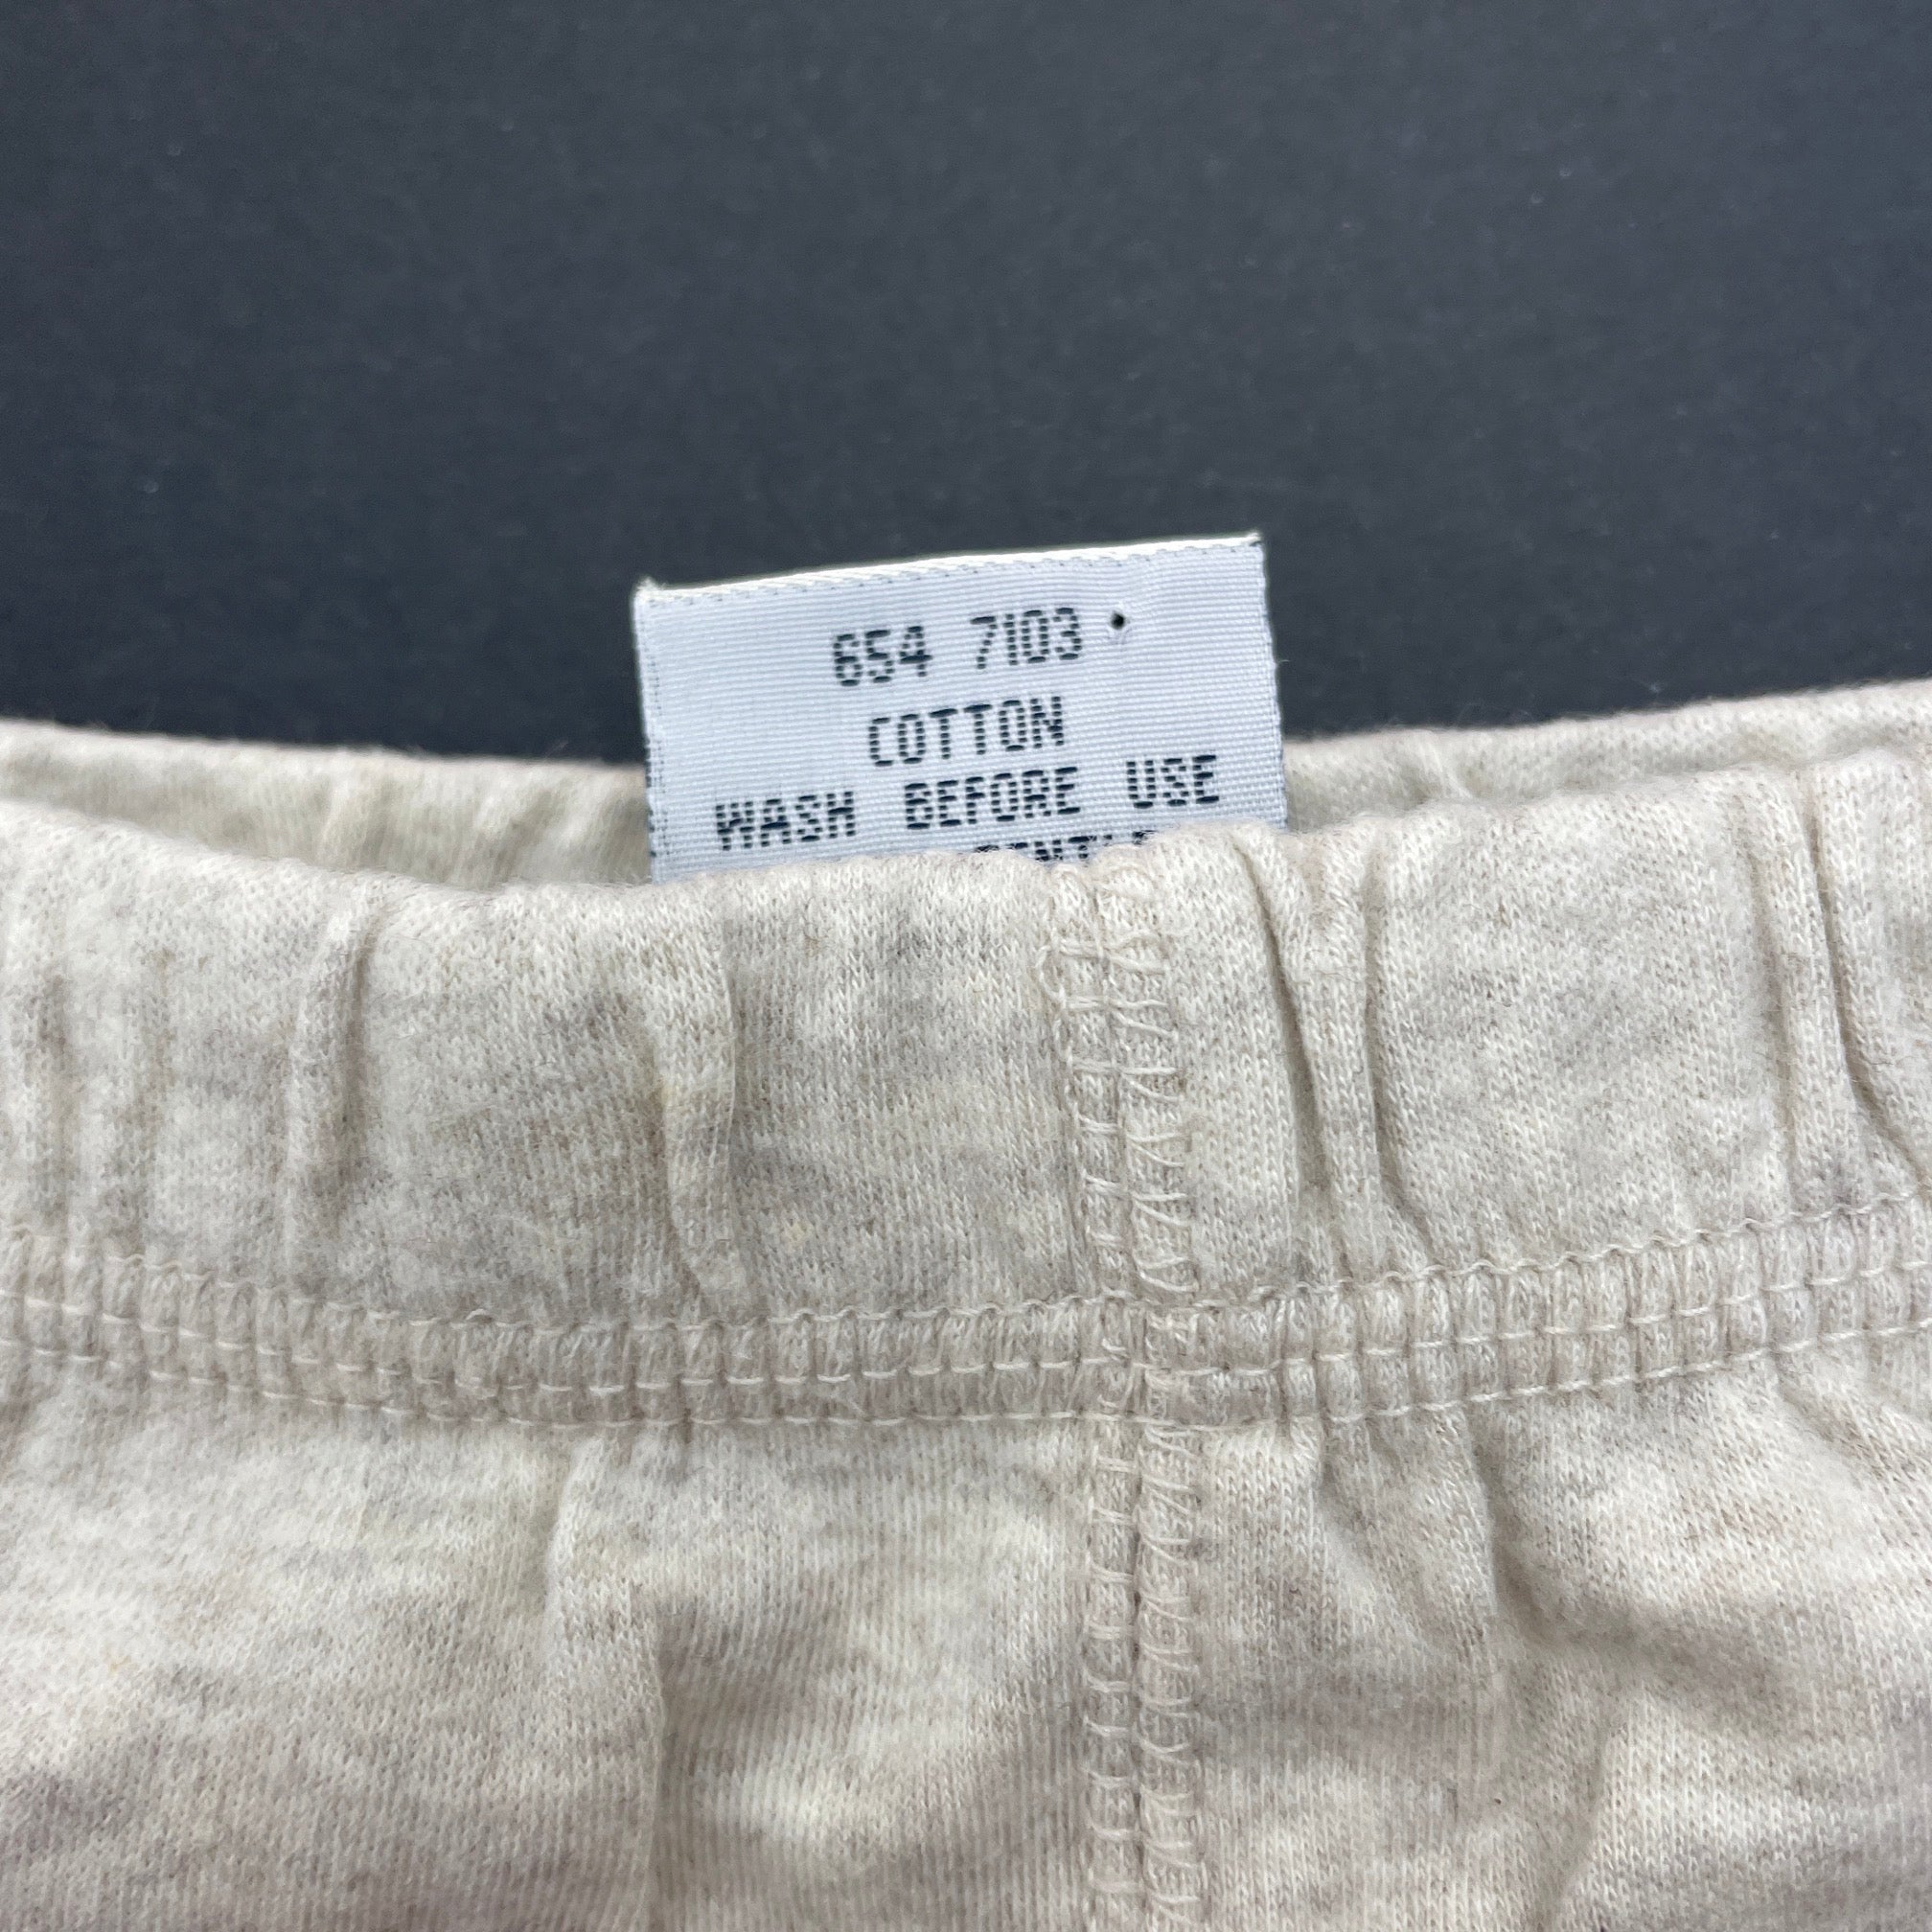 654 7103
COTTON
WASH BEFORE USE